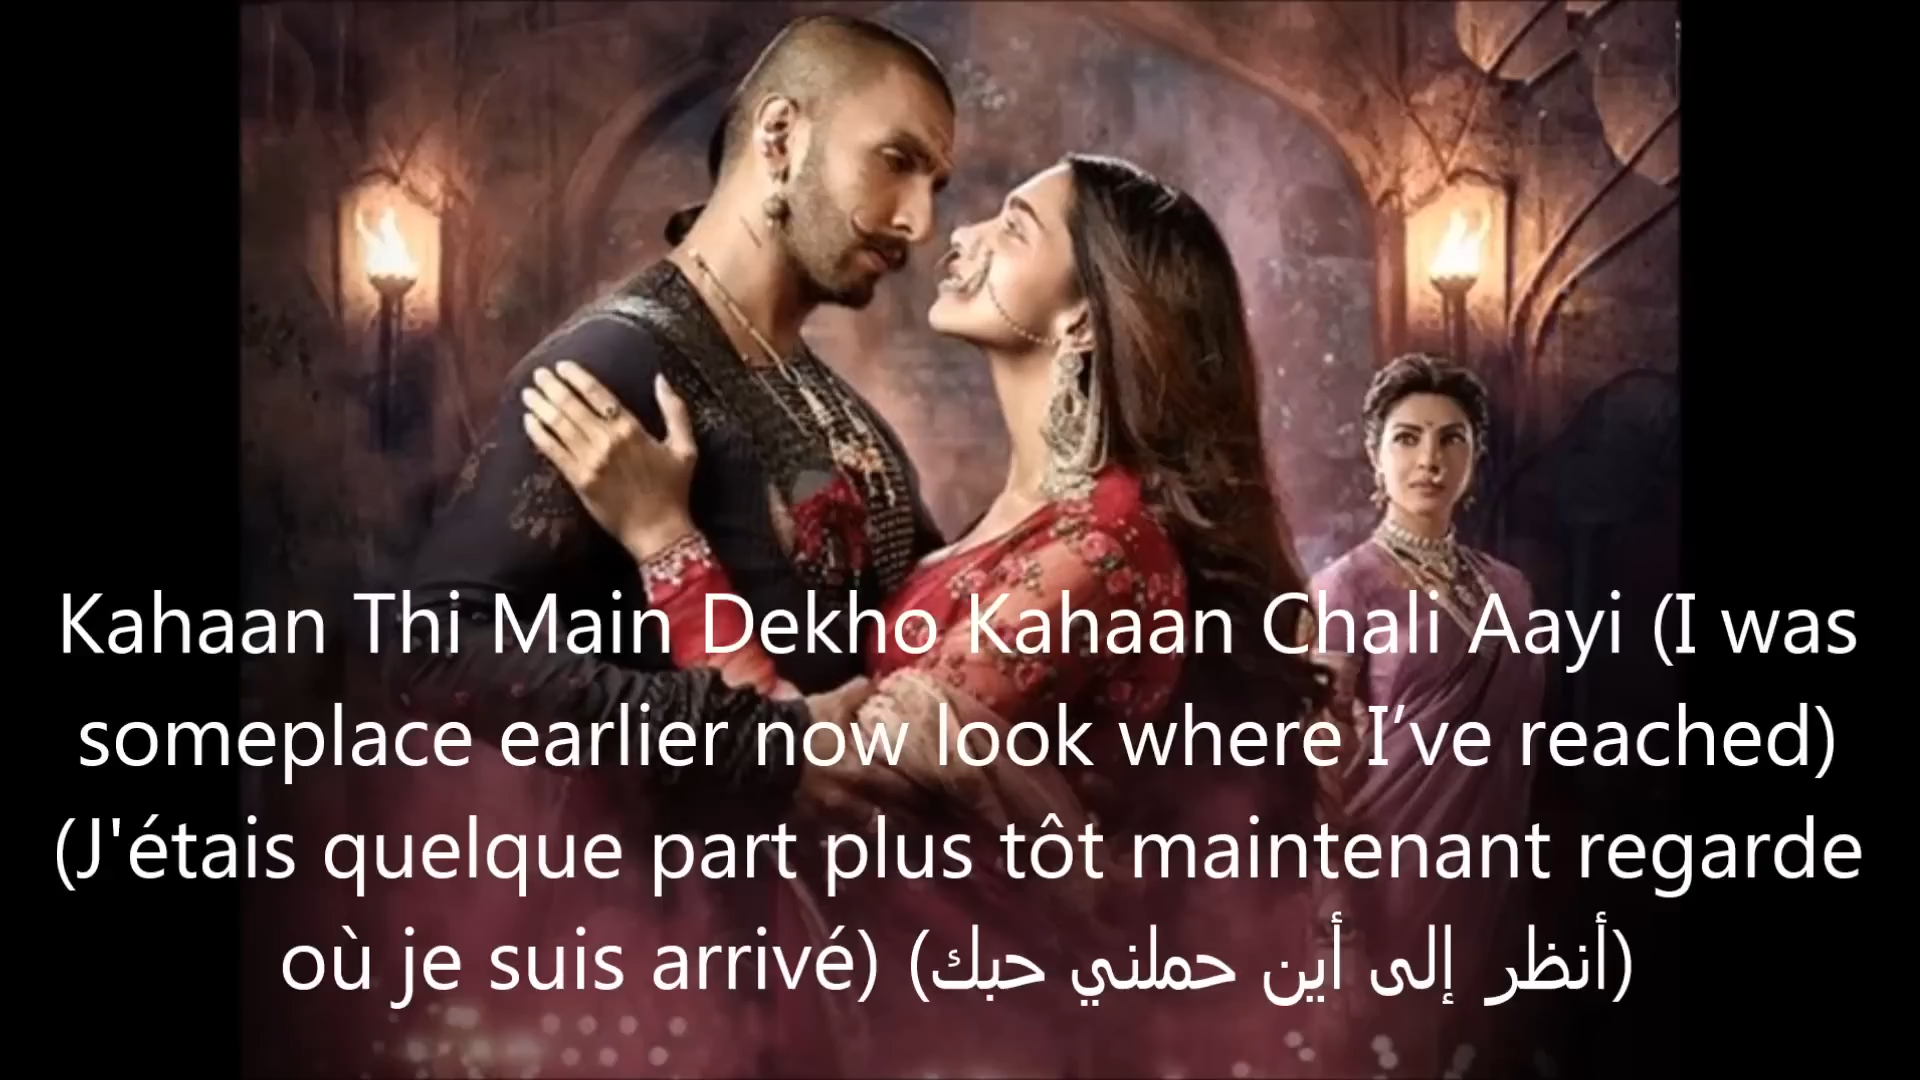 Kahaan Thi Main Dekho Kahaan Chali Aayi (I was
someplace earlier now look where I’ve reached)
(J'étais quelque part plus tôt maintenant regarde
où je suis arrivé) (أنظر إلى أين حملني حبك)